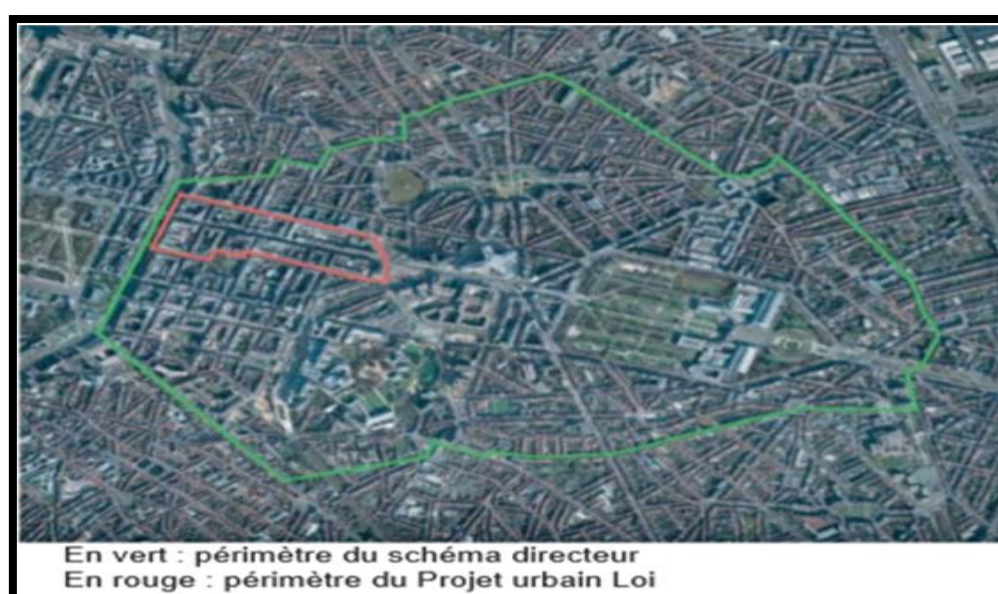 En vert : périmètre du schéma directeur
En rouge : périmètre du Projet urbain Loi